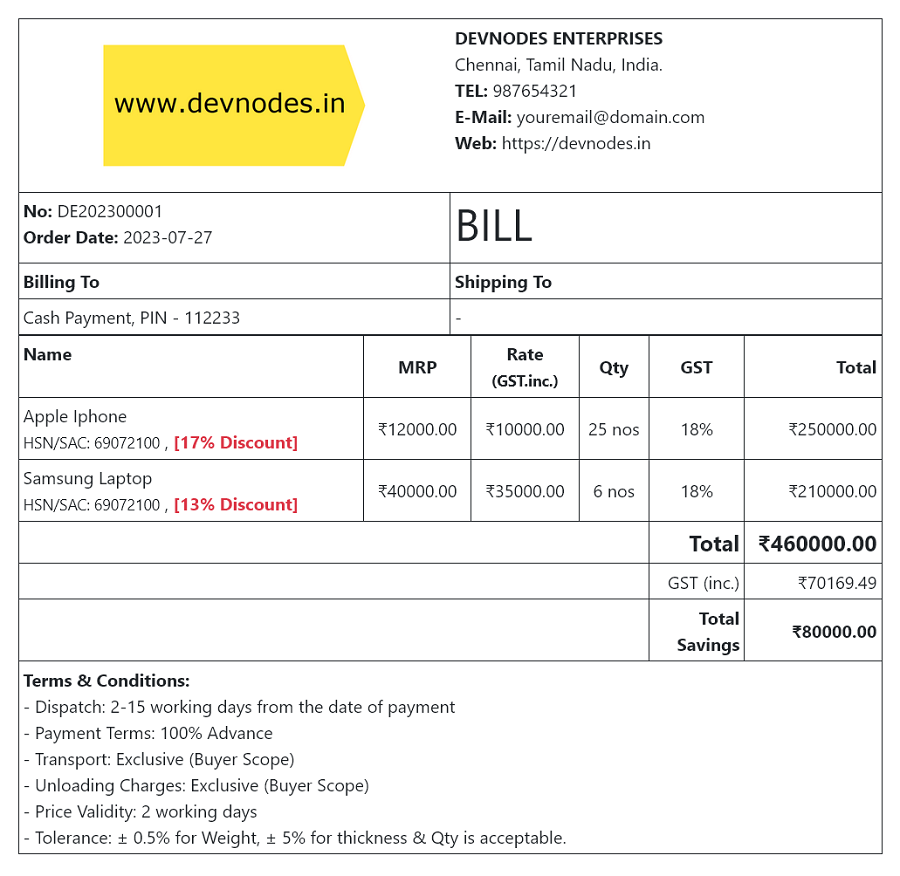 www.devnodes.in
DEVNODES ENTERPRISES
Chennai, Tamil Nadu, India.
TEL: 987654321
E-Mail: youremail@domain.com
Web: https://devnodes.in
No: DE202300001
Order Date: 2023-07-27
BILL
Billing To
Shipping To
Cash Payment, PIN - 112233
-
Name MRP Rate (GST.inc.) Qty GST Total
Apple Iphone
HSN/SAC: 69072100 , [17% Discount]
₹12000.00 ₹10000.00 25 nos 18% ₹250000.00
Samsung Laptop
HSN/SAC: 69072100 , [13% Discount]
₹40000.00 ₹35000.00 6 nos 18% ₹210000.00
Total ₹460000.00
GST (inc.) ₹70169.49
Total Savings ₹80000.00
Terms & Conditions:
- Dispatch: 2-15 working days from the date of payment
- Payment Terms: 100% Advance
- Transport: Exclusive (Buyer Scope)
- Unloading Charges: Exclusive (Buyer Scope)
- Price Validity: 2 working days
- Tolerance: ± 0.5% for Weight, ± 5% for thickness & Qty is acceptable.